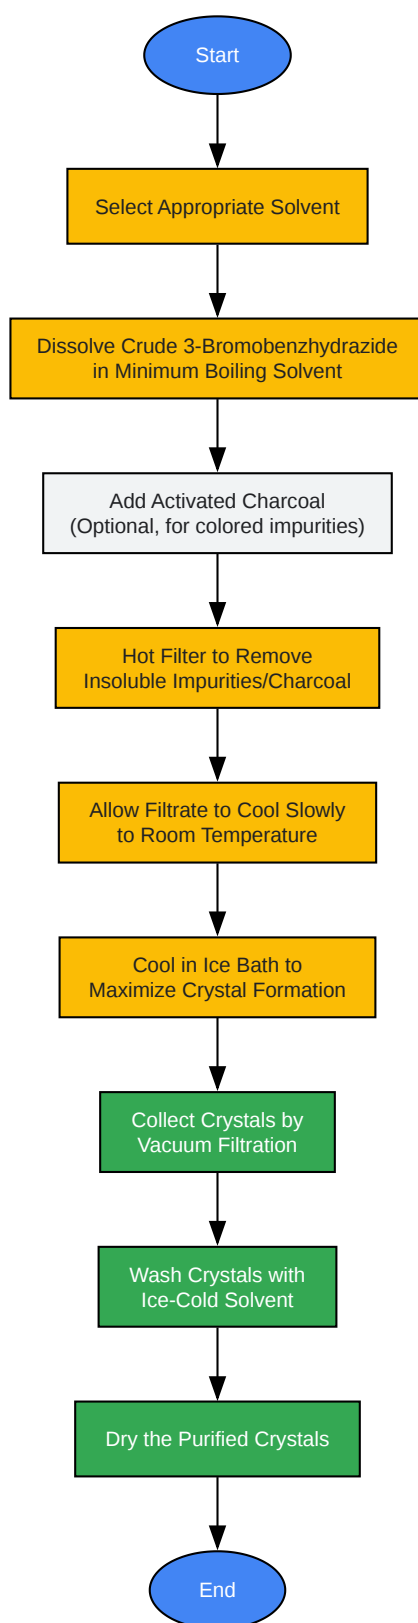 Start
Select Appropriate Solvent
Dissolve Crude 3-Bromobenzhydrazide
in Minimum Boiling Solvent
Add Activated Charcoal
(Optional, for colored impurities)
Hot Filter to Remove
Insoluble Impurities/Charcoal
Allow Filtrate to Cool Slowly
to Room Temperature
Cool in Ice Bath to
Maximize Crystal Formation
Collect Crystals by
Vacuum Filtration
Wash Crystals with
Ice-Cold Solvent
Dry the Purified Crystals
End